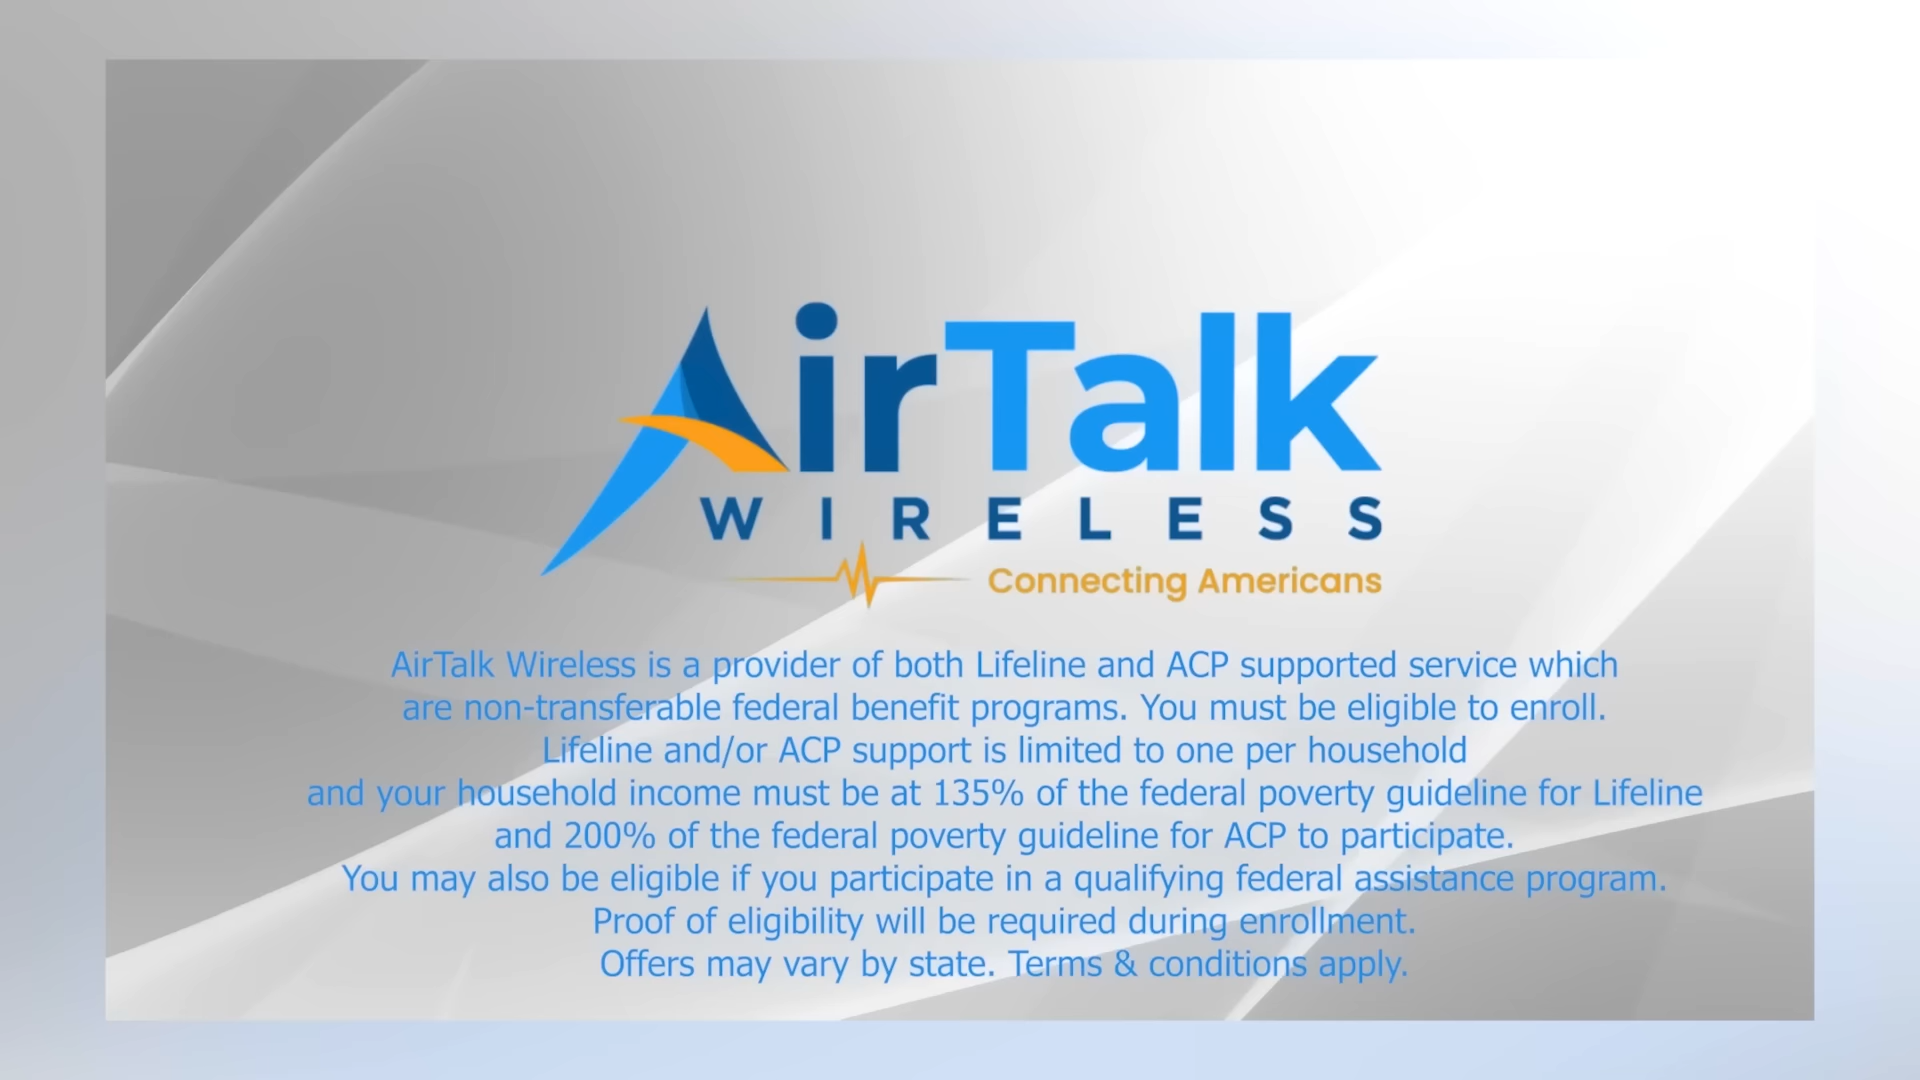 AirTalk
WIRELESS
Connecting Americans
AirTalk Wireless is a provider of both Lifeline and ACP supported service which
are non-transferable federal benefit programs. You must be eligible to enroll.
Lifeline and/or ACP support is limited to one per household
and your household income must be at 135% of the federal poverty guideline for Lifeline
and 200% of the federal poverty guideline for ACP to participate.
You may also be eligible if you participate in a qualifying federal assistance program.
Proof of eligibility will be required during enrollment.
Offers may vary by state. Terms & conditions apply.